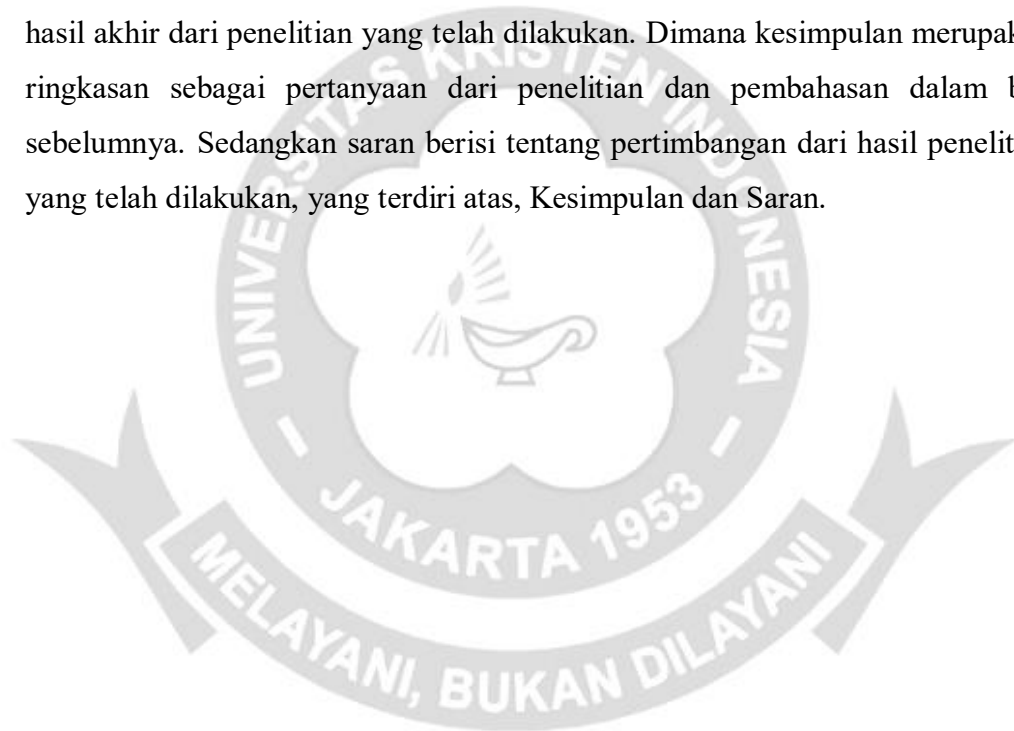 hasil akhir dari penelitian yang telah dilakukan. Dimana kesimpulan
ringkasan sebagai pertanyaan dari penelitian dan pembahasan dalam
sebelumnya. Sedangkan saran berisi tentang pertimbangan dari hasil
yang telah dilakukan, yang terdiri atas, Kesimpulan dan Saran.
UNIVERSITAS KRISTEN INDONESIA
JAKARTA 1953
MELAYANI, BUKAN DILAYANI